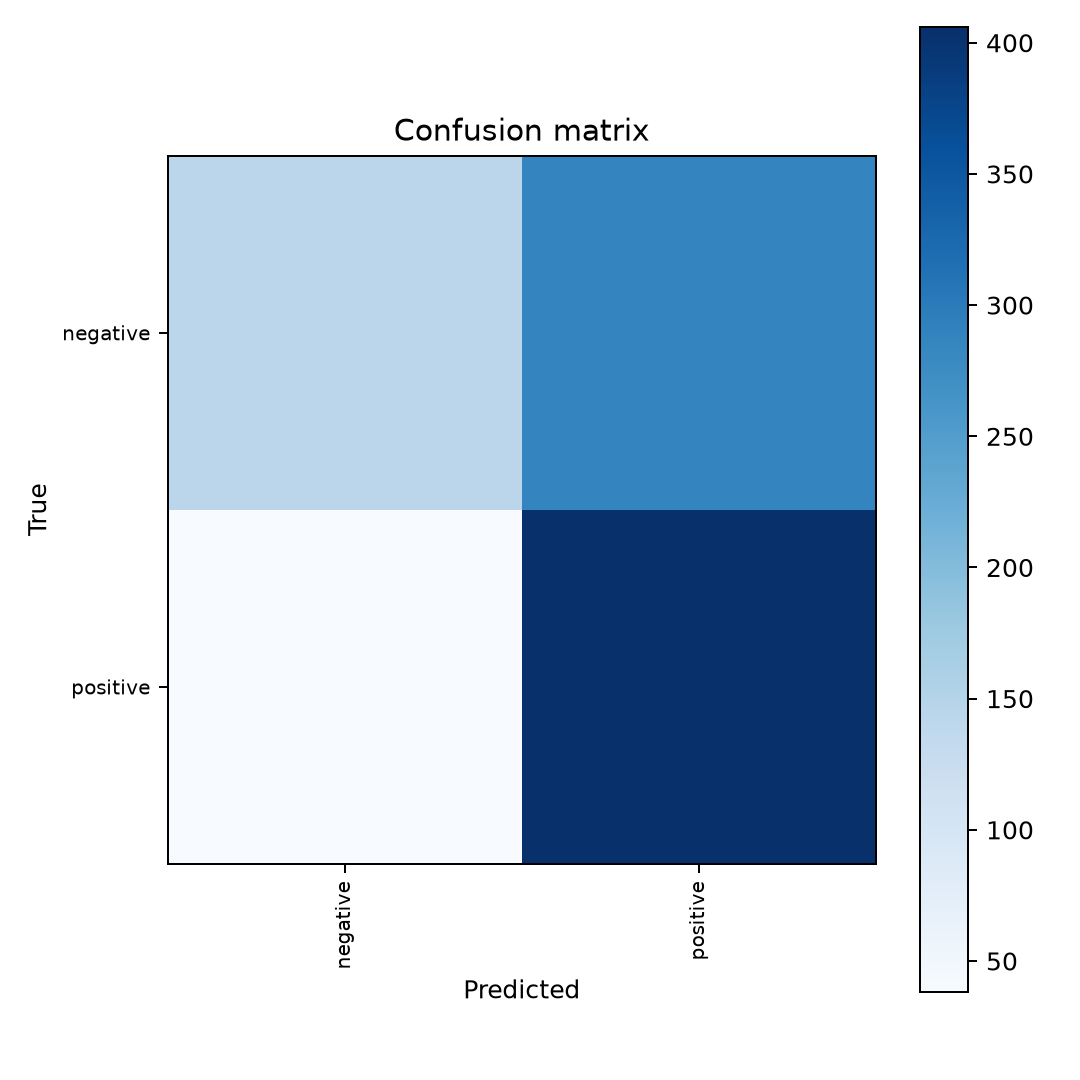 Confusion matrix
True
negative
positive
negative
positive
Predicted
400
350
300
250
200
150
100
50